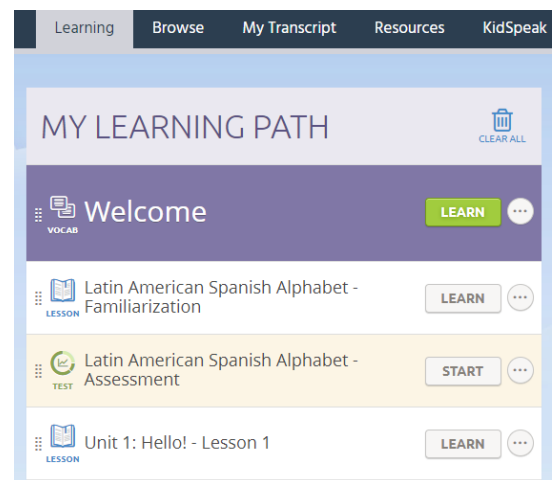 Learning Browse My Transcript Resources KidSpeak
MY LEARNING PATH
CLEAR ALL
Welcome
VOCAB
LEARN
Latin American Spanish Alphabet -
Familiarization
LESSON
LEARN
Latin American Spanish Alphabet -
Assessment
TEST
START
Unit 1: Hello! - Lesson 1
LESSON
LEARN